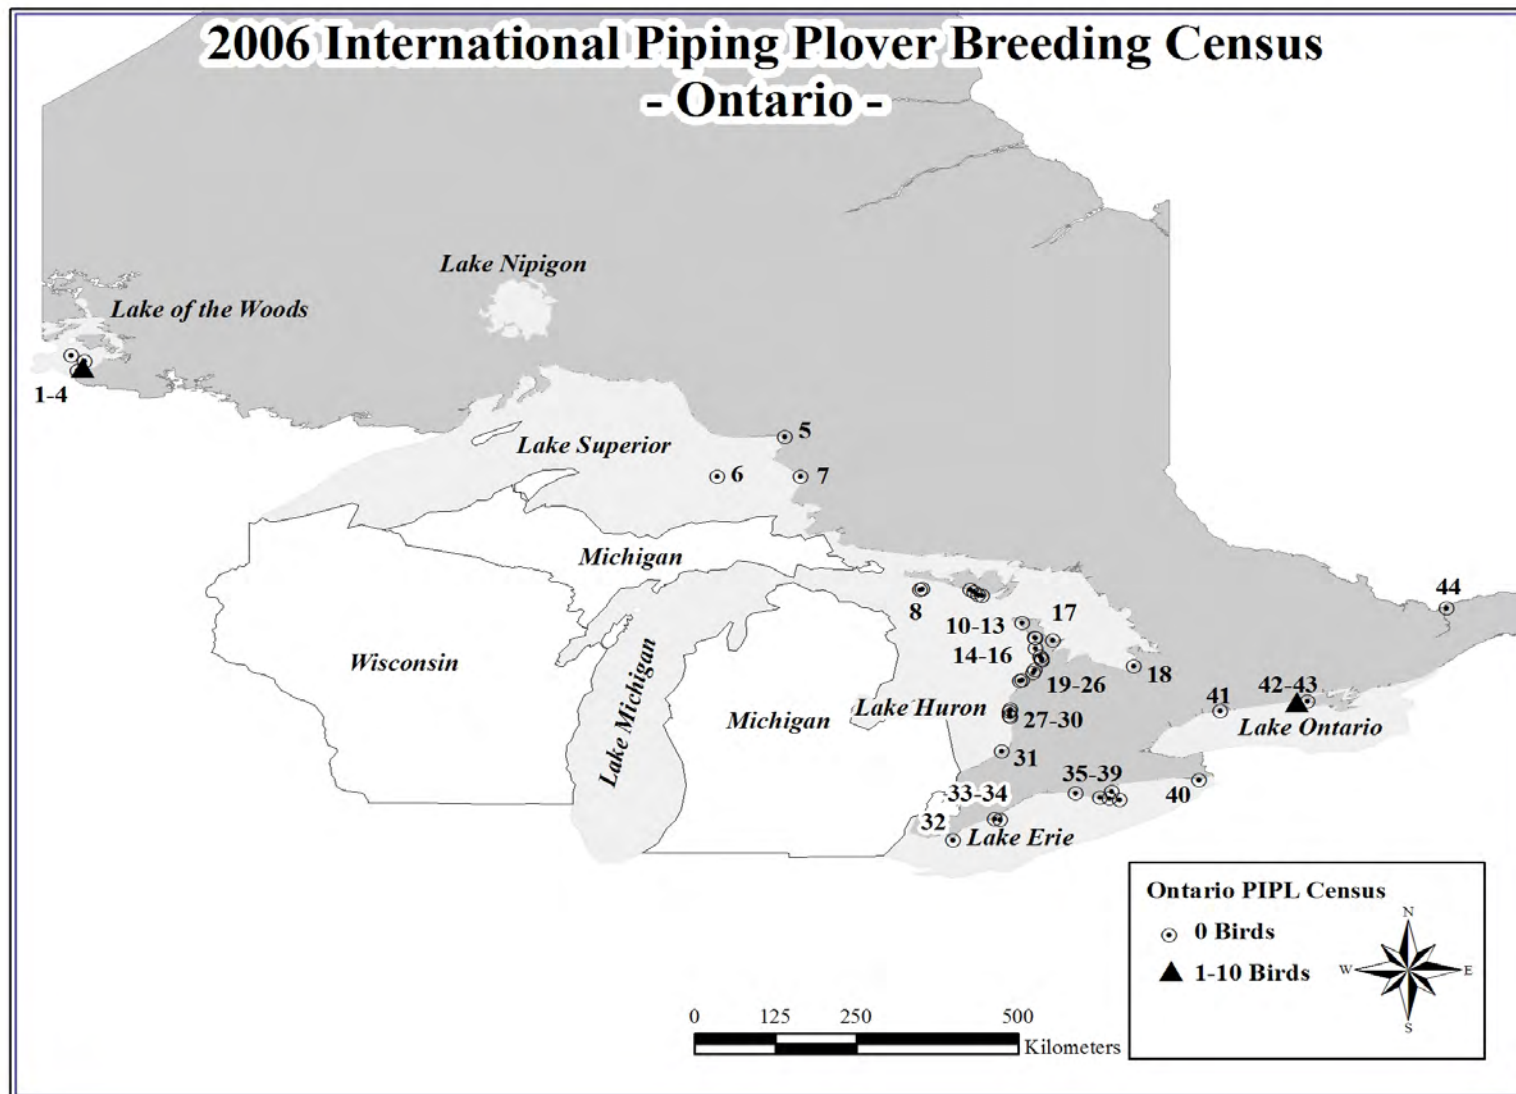 2006 International Piping Plover Breeding Census
- Ontario -
Lake Nipigon
Lake of the Woods
1-4
5
Lake Superior
6
7
Michigan
8
10-13
17
44
14-16
18
Wisconsin
19-26
Lake Michigan
Michigan
Lake Huron
27-30
41
42-43
Lake Ontario
31
35-39
40
33-34
32
Lake Erie
Ontario PIPL Census
0 Birds
1-10 Birds
N
W
E
S
0 125 250 500
Kilometers